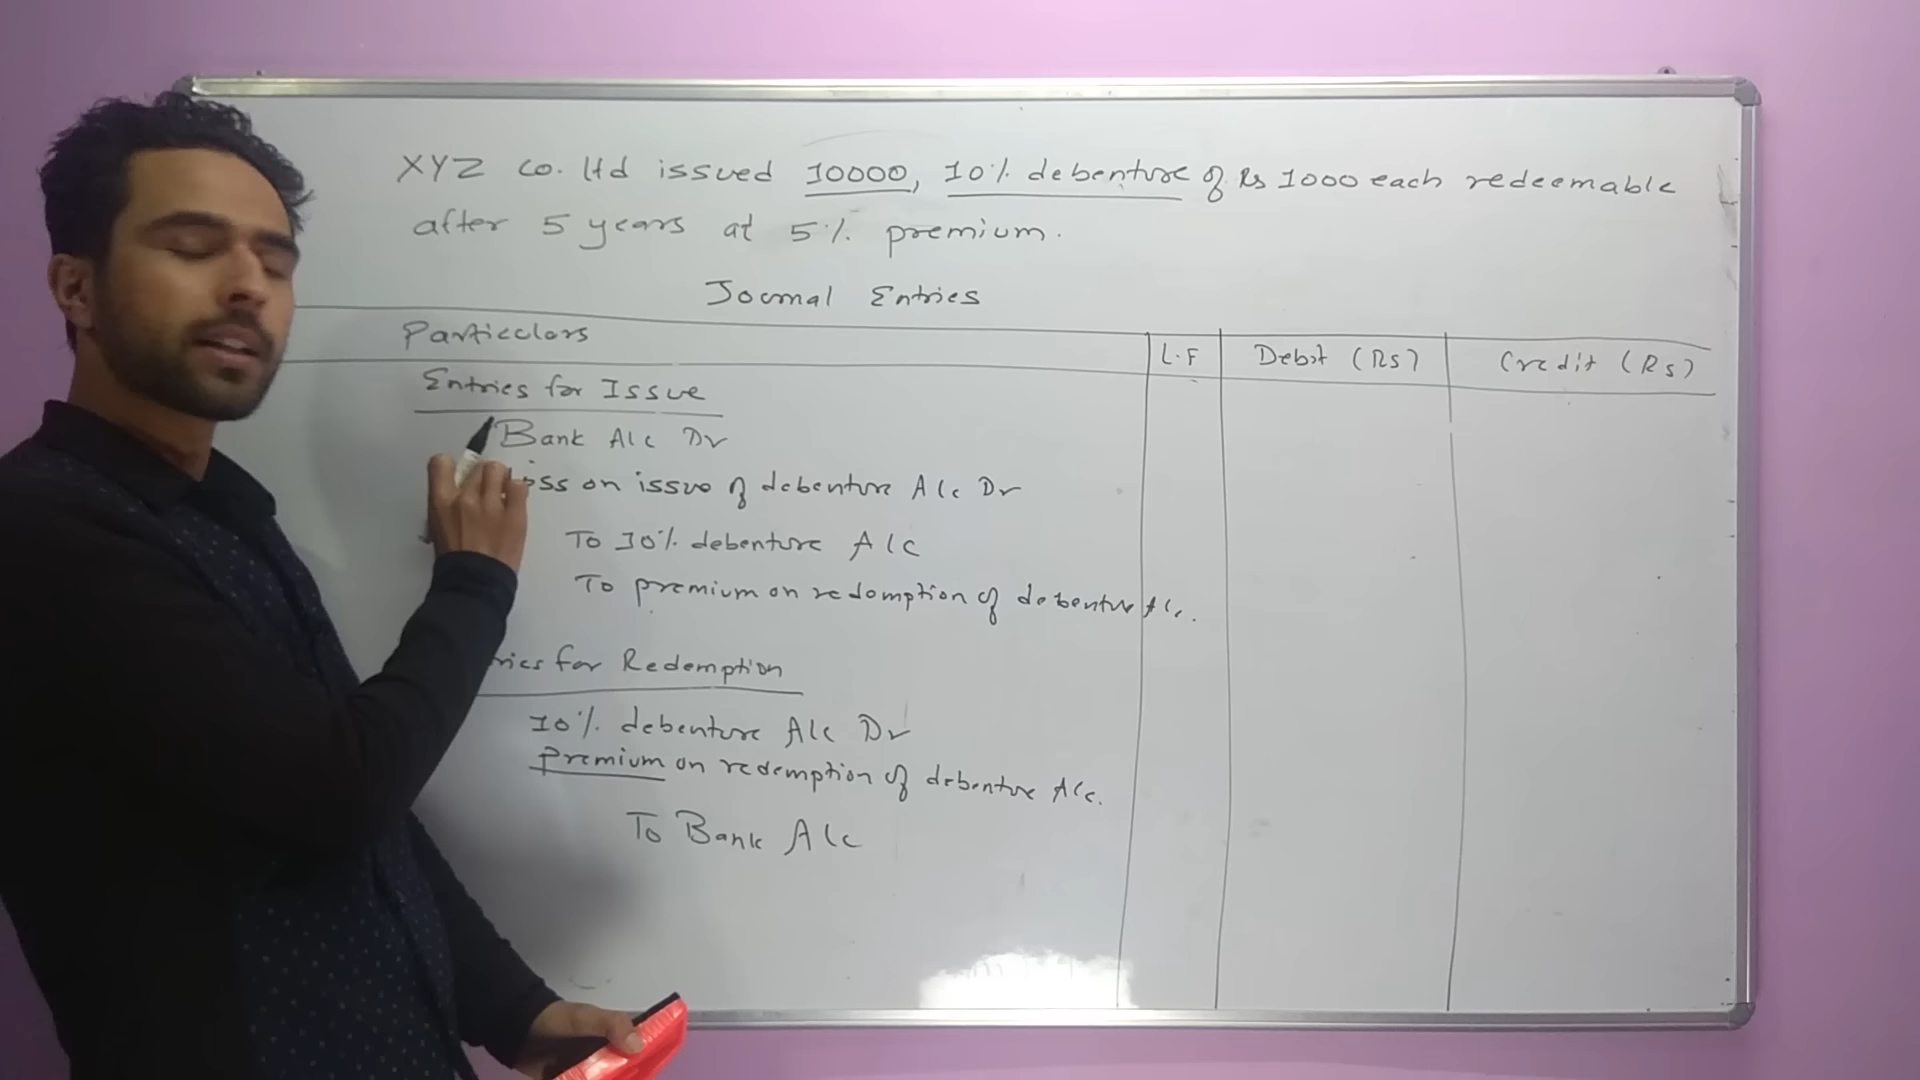 XYZ co. ltd issued 10000, 10% debenture of Rs 1000 each redeemable
after 5 years at 5% premium.
Journal Entries
Particulars L.F Debit (Rs) Credit (Rs)
Entries for Issue
Bank A/c Dr
Loss on issue of debenture A/c Dr
To 10% debenture A/c
To premium on redemption of debenture A/c.
for Redemption
10% debenture A/c Dr
premium on redemption of debenture A/c.
To Bank A/c